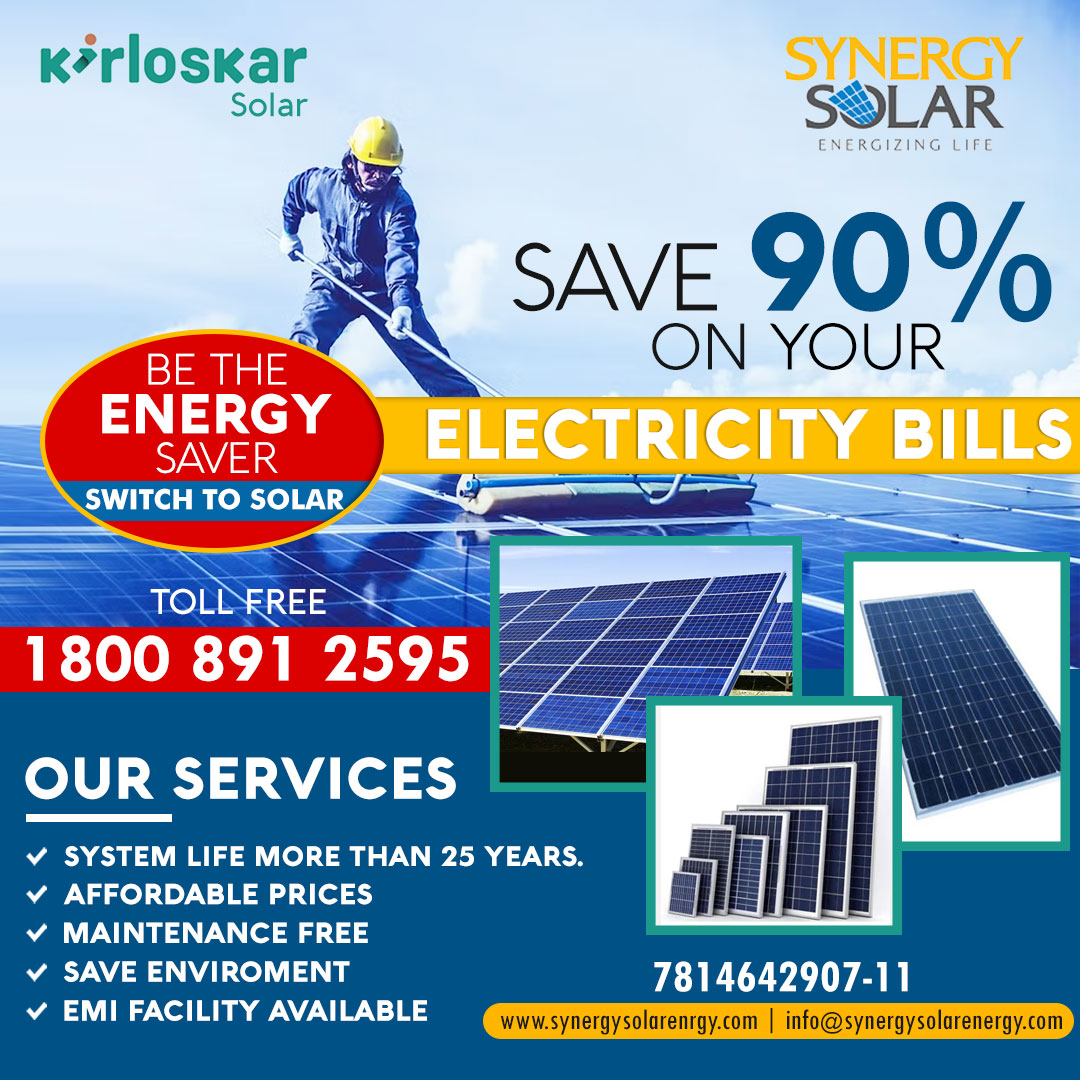 Kirloskar
Solar
SYNERGY
SOLAR
ENERGIZING LIFE
SAVE 90%
ON YOUR
ELECTRICITY BILLS
BE THE
ENERGY
SAVER
SWITCH TO SOLAR
TOLL FREE
1800 891 2595
OUR SERVICES
SYSTEM LIFE MORE THAN 25 YEARS.
AFFORDABLE PRICES
MAINTENANCE FREE
SAVE ENVIROMENT
EMI FACILITY AVAILABLE
7814642907-11
www.synergysolarenrgy.com | info@synergysolarenergy.com